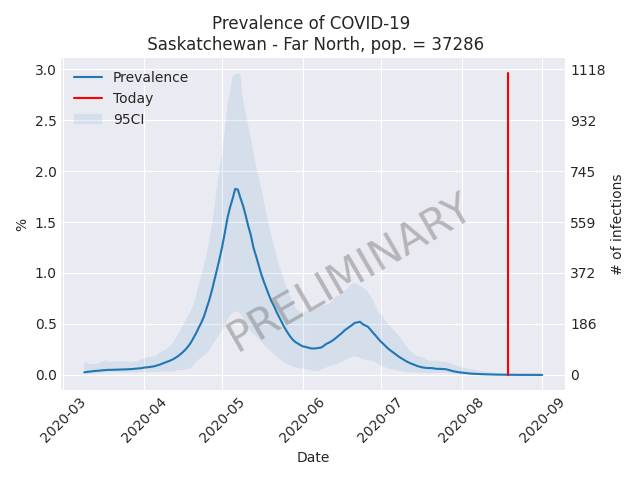 Prevalence of COVID-19
Saskatchewan - Far North, pop. = 37286
Prevalence
Today
95CI
PRELIMINARY
%
3.0
2.5
2.0
1.5
1.0
0.5
0.0
1118
932
745
559
372
186
0
# of infections
2020-03
2020-04
2020-05
2020-06
2020-07
2020-08
2020-09
Date